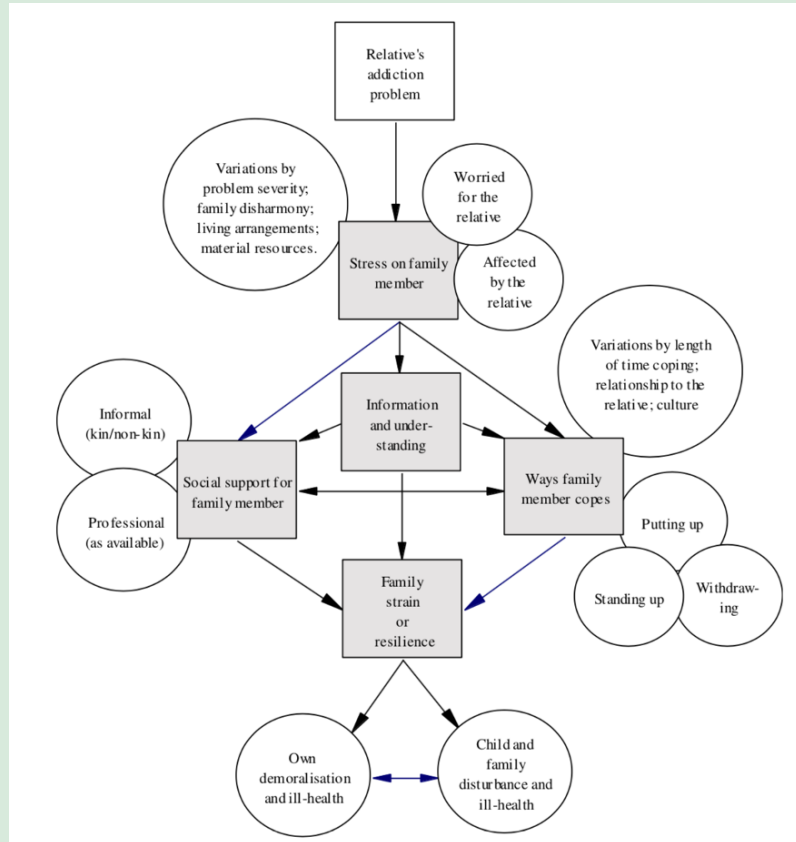 Relative's
addiction
problem
Variations by
problem severity;
family disharmony;
living arrangements;
material resources.
Worried
for the
relative
Stress on family
member
Affected
by the
relative
Variations by length
of time coping;
relationship to the
relative; culture
Informal
(kin/non-kin)
Information
and under-
standing
Social support for
family member
Ways family
member copes
Professional
(as available)
Putting up
Standing up
Withdraw-
ing
Family
strain
or
resilience
Own
demoralisation
and ill-health
Child and
family
disturbance and
ill-health